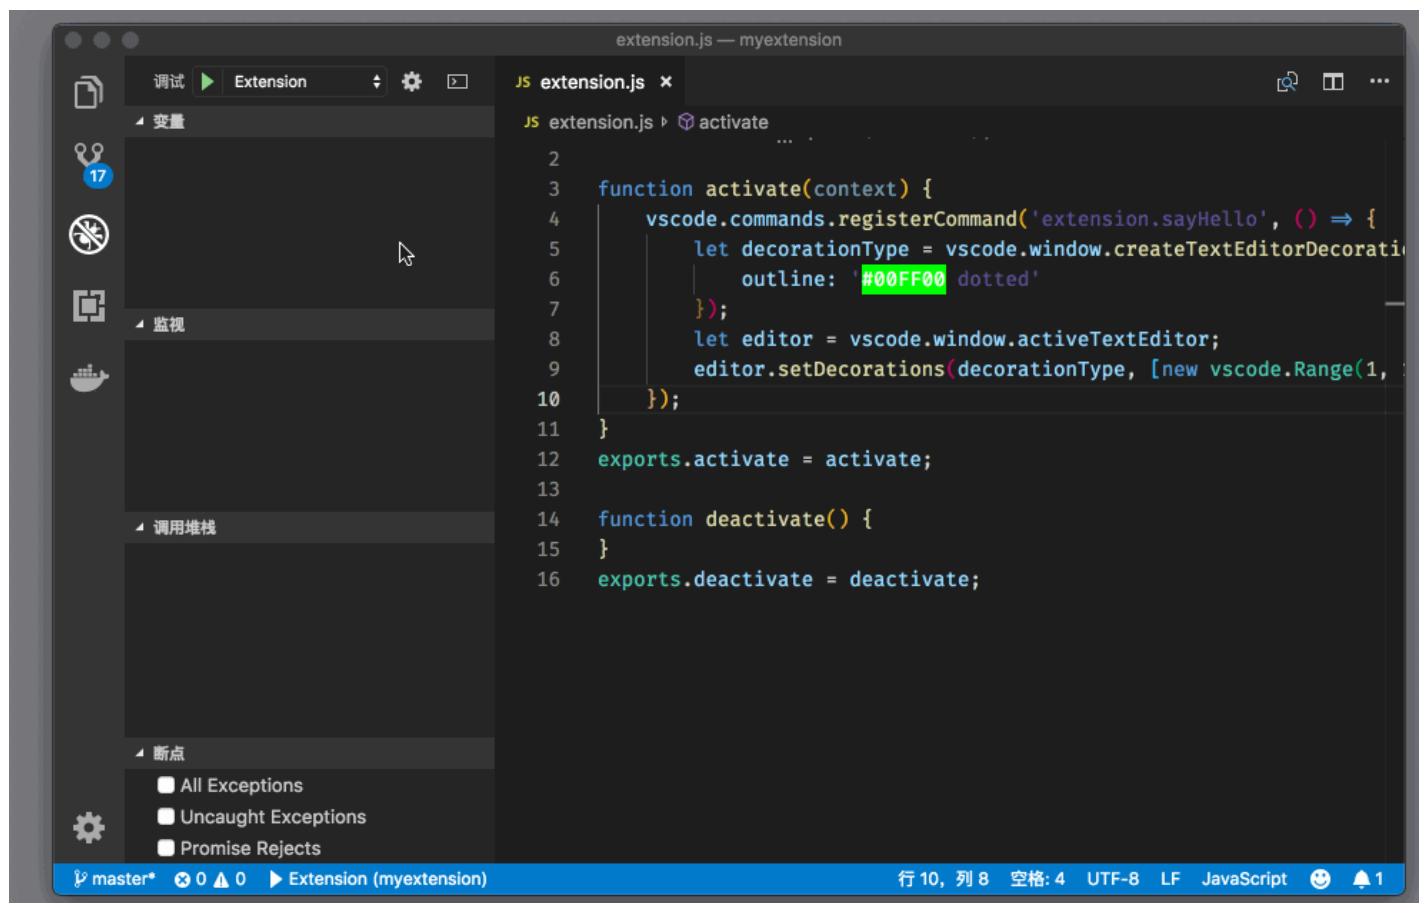 extension.js — myextension
调试 Extension
JS extension.js ×
JS extension.js activate
17
变量
监视
调用堆栈
断点
All Exceptions
Uncaught Exceptions
Promise Rejects
2
3 function activate(context) {
4 vscode.commands.registerCommand('extension.sayHello', () => {
5 let decorationType = vscode.window.createTextEditorDecorati
6 outline: '#00FF00 dotted'
7 });
8 let editor = vscode.window.activeTextEditor;
9 editor.setDecorations(decorationType, [new vscode.Range(1,
10 });
11 }
12 exports.activate = activate;
13
14 function deactivate() {
15 }
16 exports.deactivate = deactivate;
master* 0 0 Extension (myextension) 行 10，列 8 空格: 4 UTF-8 LF JavaScript 1